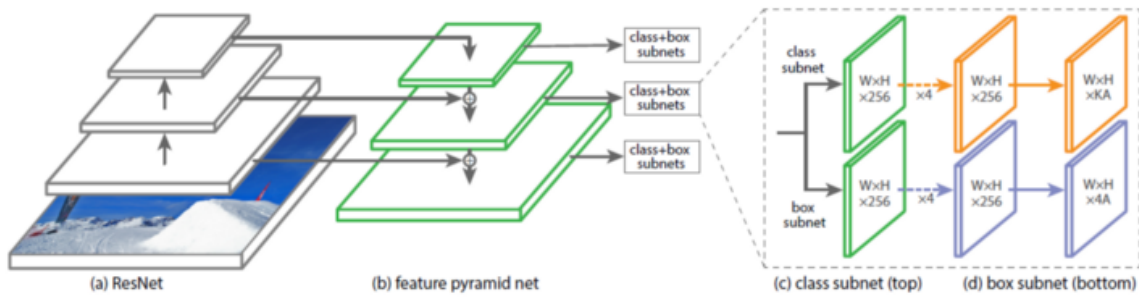 class+box
subnets
class+box
subnets
class+box
subnets
class
subnet
W×H
×256
×4
W×H
×256
W×H
×KA
box
subnet
W×H
×256
×4
W×H
×256
W×H
×4A
(a) ResNet
(b) feature pyramid net
(c) class subnet (top)
(d) box subnet (bottom)